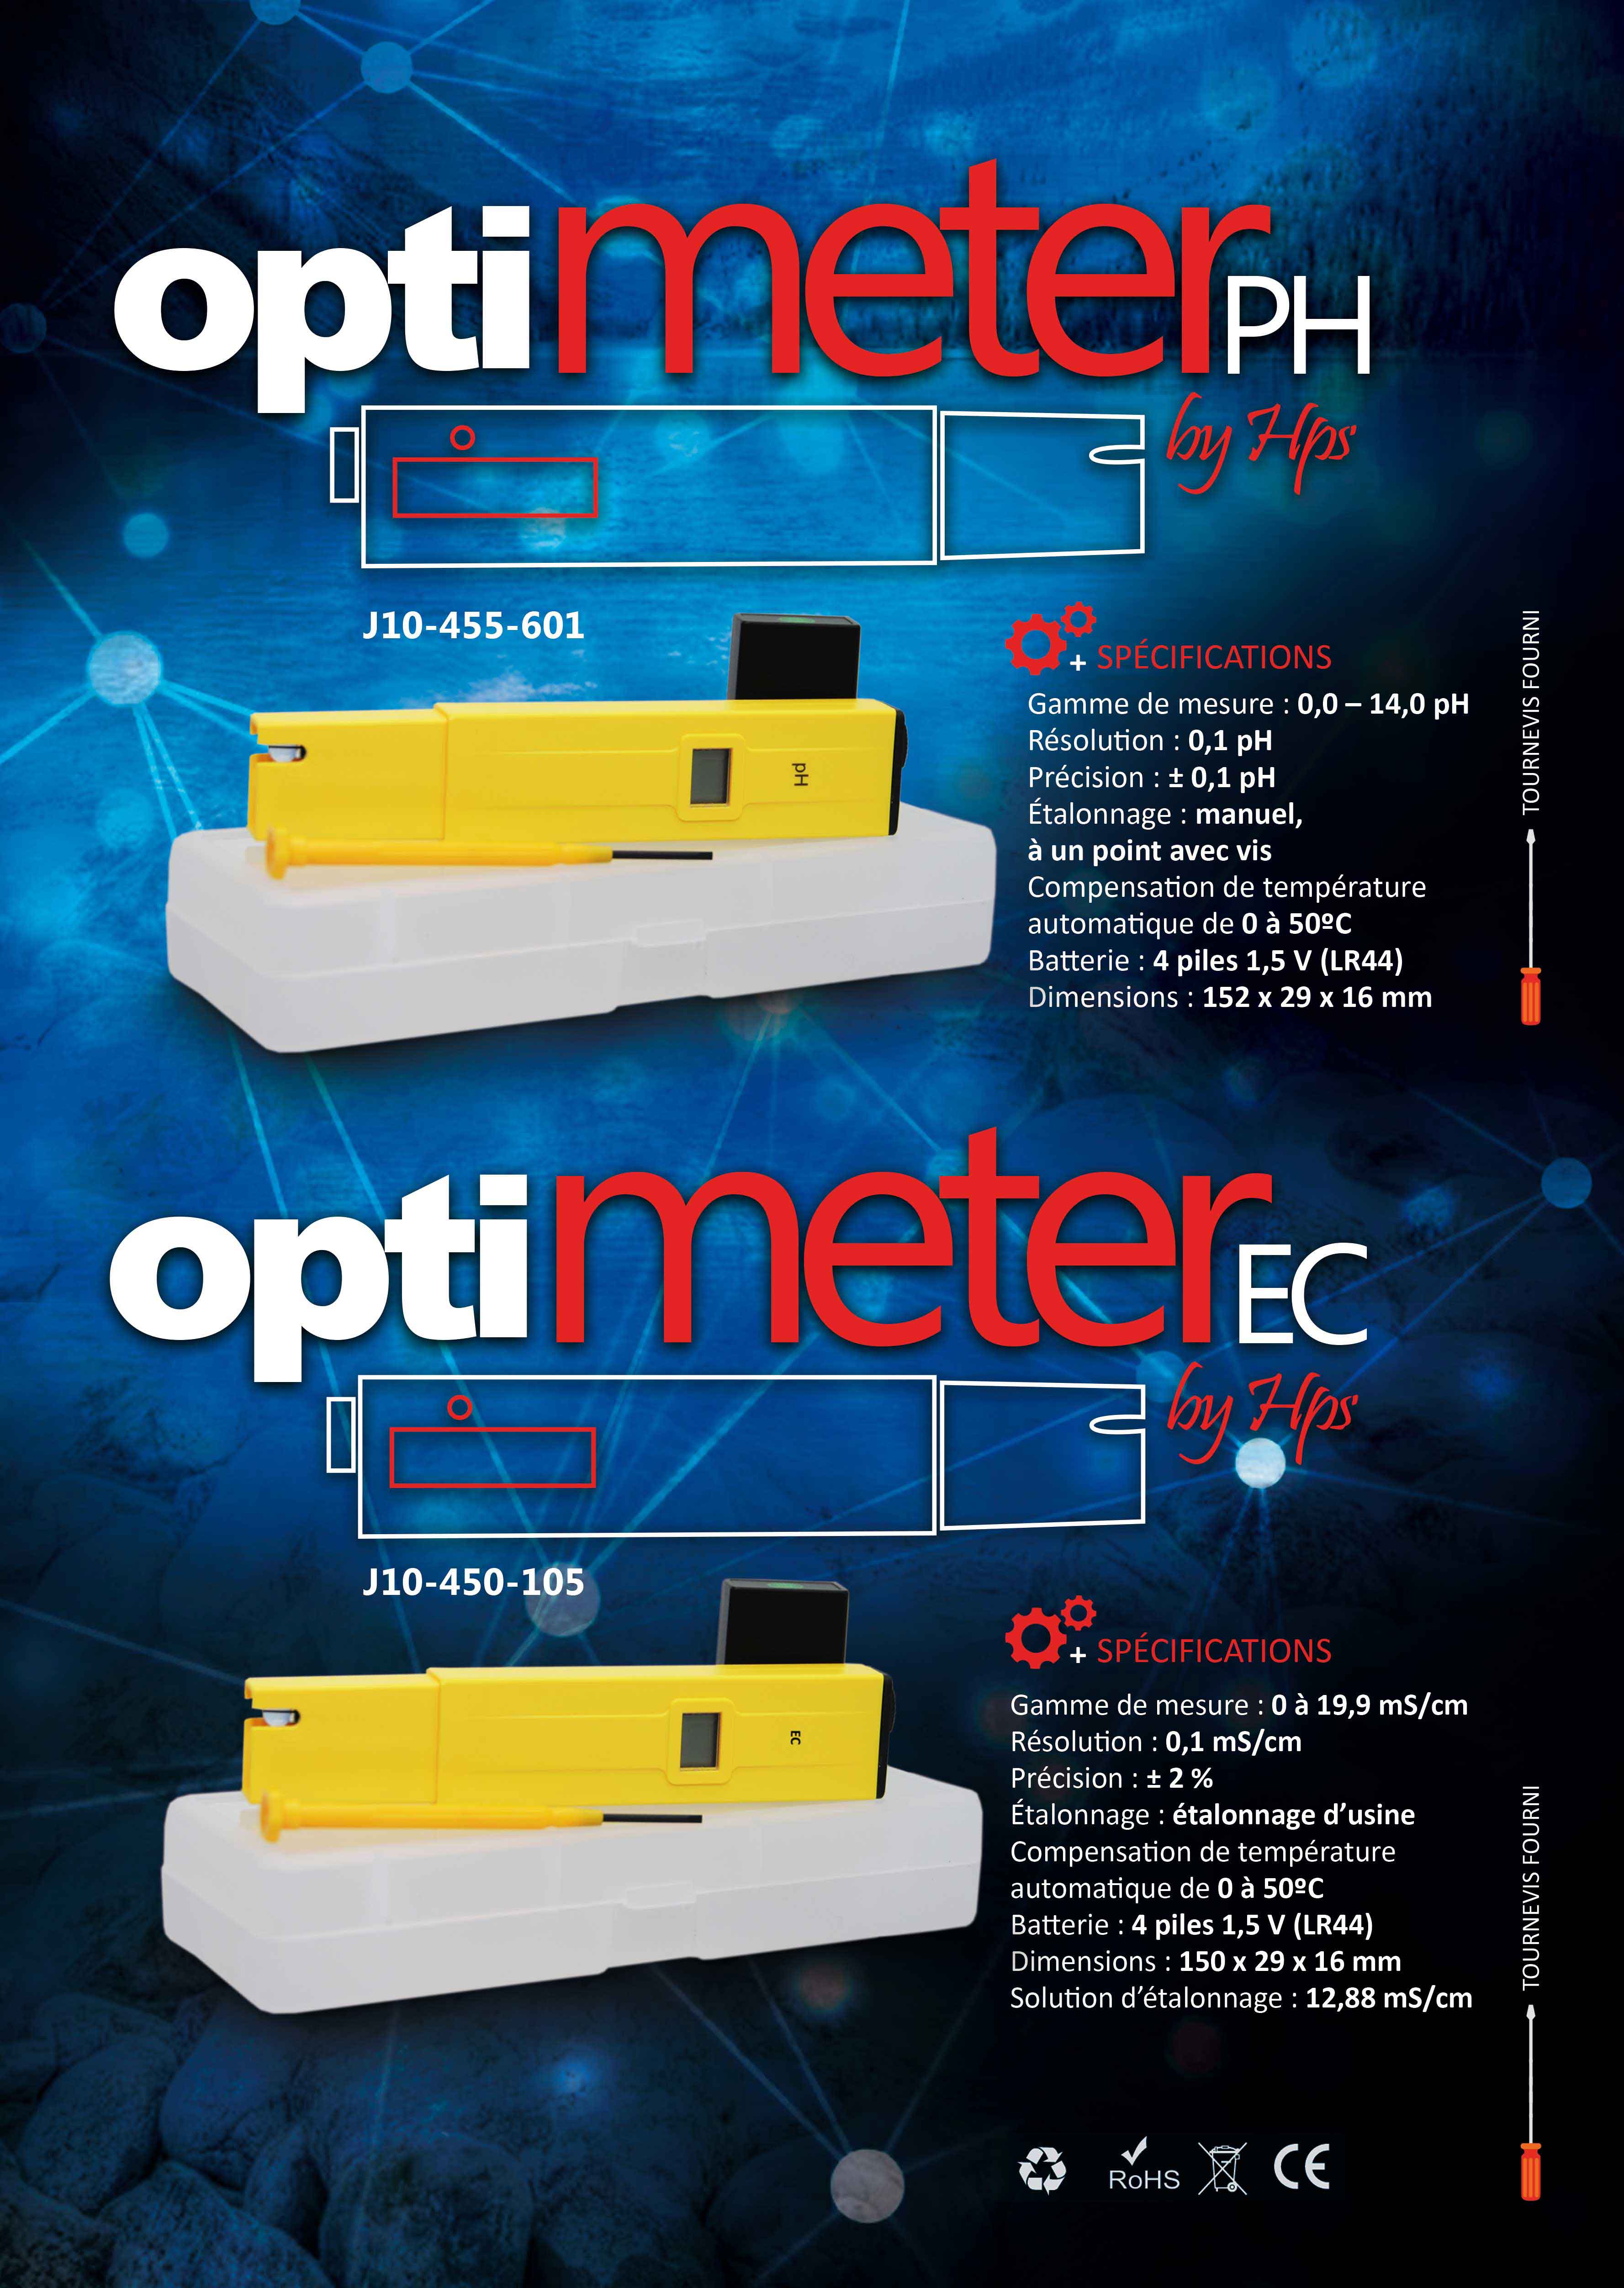 optimeterPH
by Hps
J10-455-601
+ SPÉCIFICATIONS
Gamme de mesure : 0,0 – 14,0 pH
Résolution : 0,1 pH
Précision : ± 0,1 pH
Étalonnage : manuel,
à un point avec vis
Compensation de température
automatique de 0 à 50ºC
Batterie : 4 piles 1,5 V (LR44)
Dimensions : 152 x 29 x 16 mm
TOURNEVIS FOURNI
pH
optimeterEC
by Hps
J10-450-105
+ SPÉCIFICATIONS
Gamme de mesure : 0 à 19,9 mS/cm
Résolution : 0,1 mS/cm
Précision : ± 2 %
Étalonnage : étalonnage d’usine
Compensation de température
automatique de 0 à 50ºC
Batterie : 4 piles 1,5 V (LR44)
Dimensions : 150 x 29 x 16 mm
Solution d’étalonnage : 12,88 mS/cm
TOURNEVIS FOURNI
EC
RoHS
CE